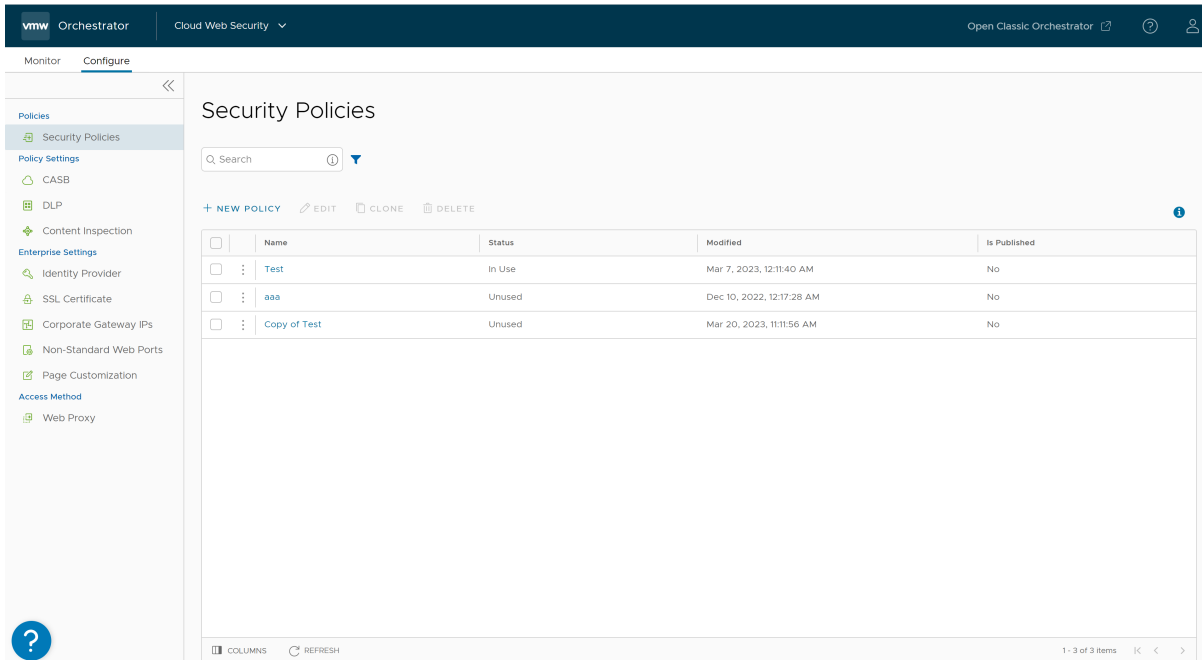 vmw Orchestrator Cloud Web Security Open Classic Orchestrator ?
Monitor Configure
Policies
Security Policies
Policy Settings
CASB
DLP
Content Inspection
Enterprise Settings
Identity Provider
SSL Certificate
Corporate Gateway IPs
Non-Standard Web Ports
Page Customization
Access Method
Web Proxy
?
Security Policies
Search
+ NEW POLICY EDIT CLONE DELETE
Name Status Modified Is Published
Test In Use Mar 7, 2023, 12:11:40 AM No
aaa Unused Dec 10, 2022, 12:17:28 AM No
Copy of Test Unused Mar 20, 2023, 11:11:56 AM No
COLUMNS REFRESH 1 - 3 of 3 items